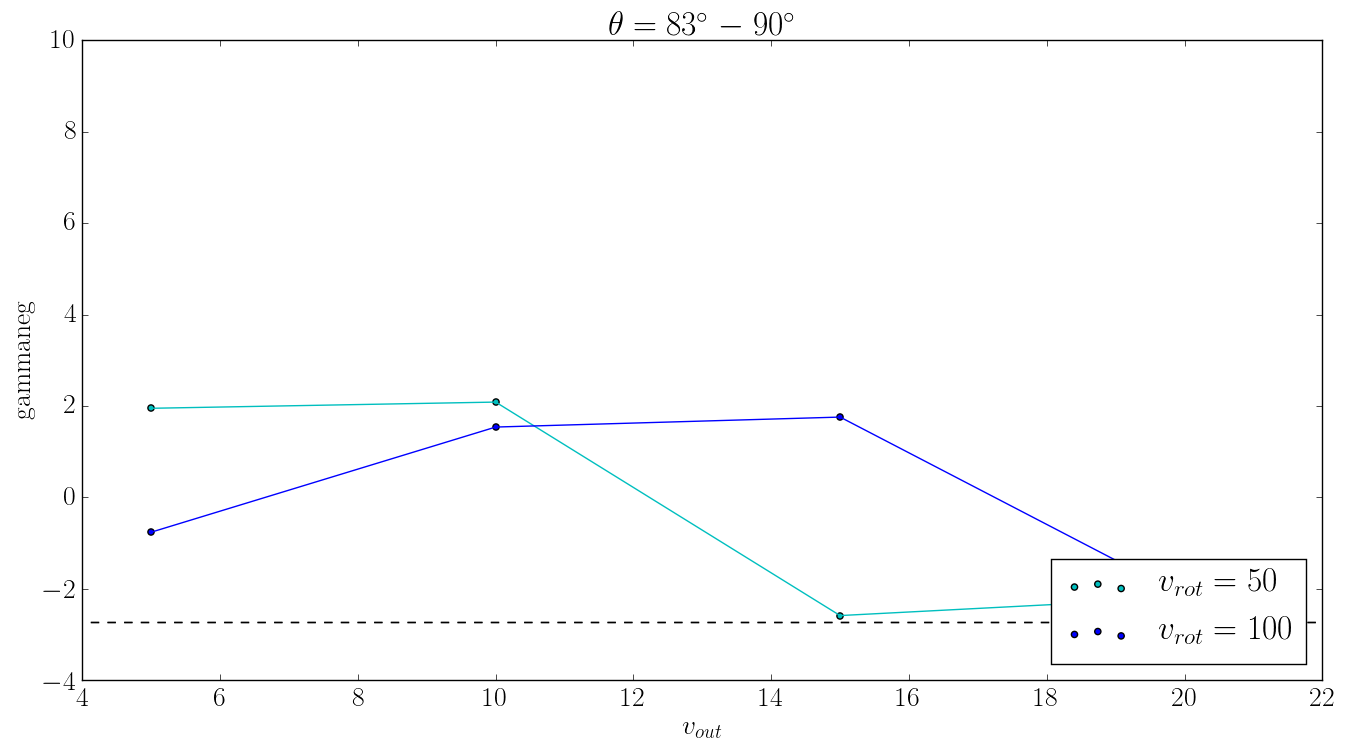 θ = 83° − 90°
10
8
6
4
2
0
−2
−4
gammaneg
4 6 8 10 12 14 16 18 20 22
v_out
v_rot = 50
v_rot = 100